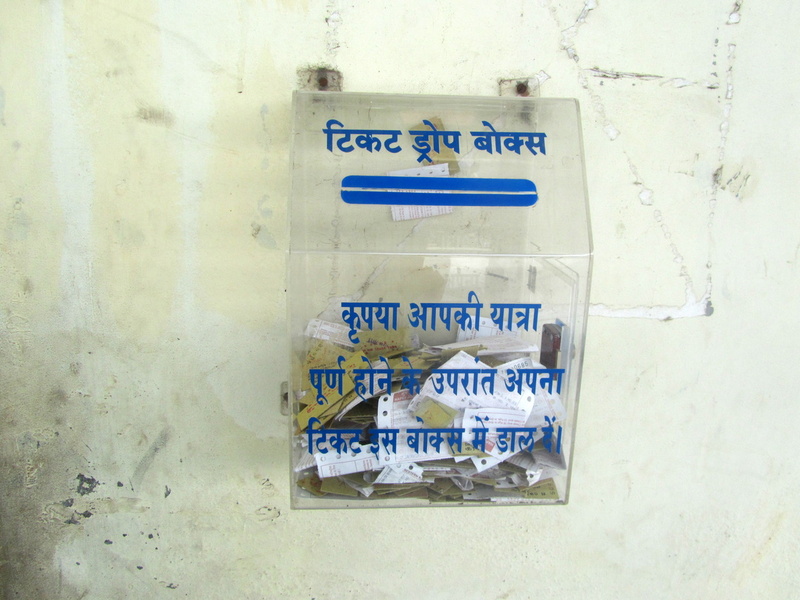 टिकट ड्रोप बोक्स
कृपया आपकी यात्रा
पूर्ण होने के उपरांत अपना
टिकट इस बोक्स में डाल दें।